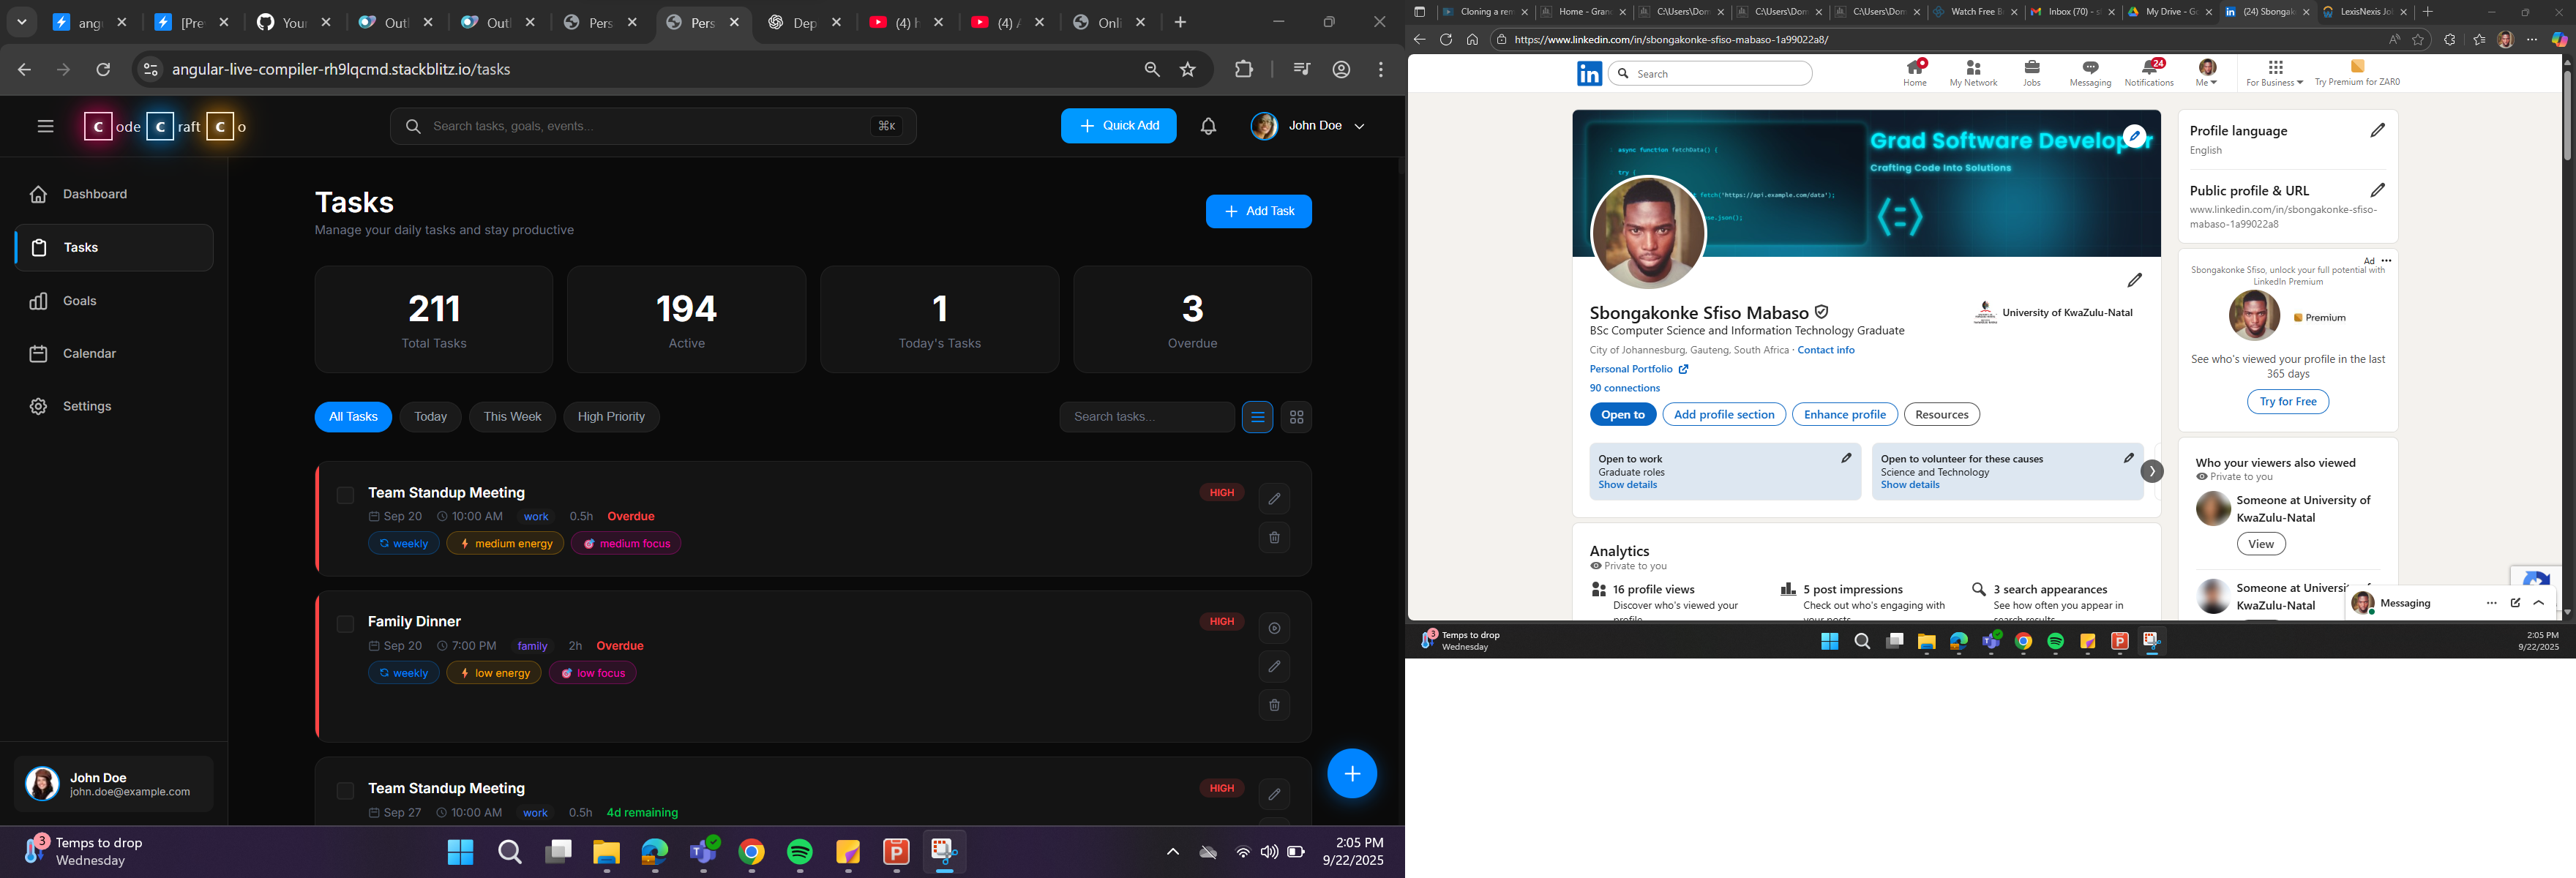 ang
[Pre
Your
Outl
Outl
Pers
Pers
Dep
(4) h
(4) A
Onli
angular-live-compiler-rh9lqcmd.stackblitz.io/tasks
C ode C raft C o
Search tasks, goals, events...
⌘K
Quick Add
John Doe
Dashboard
Tasks
Goals
Calendar
Settings
John Doe
john.doe@example.com
Tasks
Manage your daily tasks and stay productive
Add Task
211
Total Tasks
194
Active
1
Today's Tasks
3
Overdue
All Tasks
Today
This Week
High Priority
Search tasks...
Team Standup Meeting
HIGH
Sep 20 10:00 AM work 0.5h Overdue
weekly medium energy medium focus
Family Dinner
HIGH
Sep 20 7:00 PM family 2h Overdue
weekly low energy low focus
Team Standup Meeting
HIGH
Sep 27 10:00 AM work 0.5h 4d remaining
3
Temps to drop
Wednesday
2:05 PM
9/22/2025
Cloning a rem
Home - Gran
C:\Users\Don
C:\Users\Don
C:\Users\Don
Watch Free B
Inbox (70) - s
My Drive - Go
(24) Sbongak
LexisNexis Jo
https://www.linkedin.com/in/sbongakonke-sfiso-mabaso-1a99022a8/
in
Search
Home
My Network
Jobs
Messaging
24
Notifications
Me
For Business
Try Premium for ZAR0
async function fetchData() {
try {
fetch('https://api.example.com/data');
se.json();
Grad Software Developer
Crafting Code Into Solutions
Sbongakonke Sfiso Mabaso
University of KwaZulu-Natal
BSc Computer Science and Information Technology Graduate
City of Johannesburg, Gauteng, South Africa · Contact info
Personal Portfolio
90 connections
Open to
Add profile section
Enhance profile
Resources
Open to work
Graduate roles
Show details
Open to volunteer for these causes
Science and Technology
Show details
Analytics
Private to you
16 profile views
Discover who's viewed your
profile.
5 post impressions
Check out who's engaging with
your posts.
3 search appearances
See how often you appear in
search results.
Profile language
English
Public profile & URL
www.linkedin.com/in/sbongakonke-sfiso-
mabaso-1a99022a8
Ad
Sbongakonke Sfiso, unlock your full potential with
LinkedIn Premium
Premium
See who's viewed your profile in the last
365 days
Try for Free
Who your viewers also viewed
Private to you
Someone at University of
KwaZulu-Natal
View
Someone at Universit
KwaZulu-Natal
Messaging
3
Temps to drop
Wednesday
2:05 PM
9/22/2025